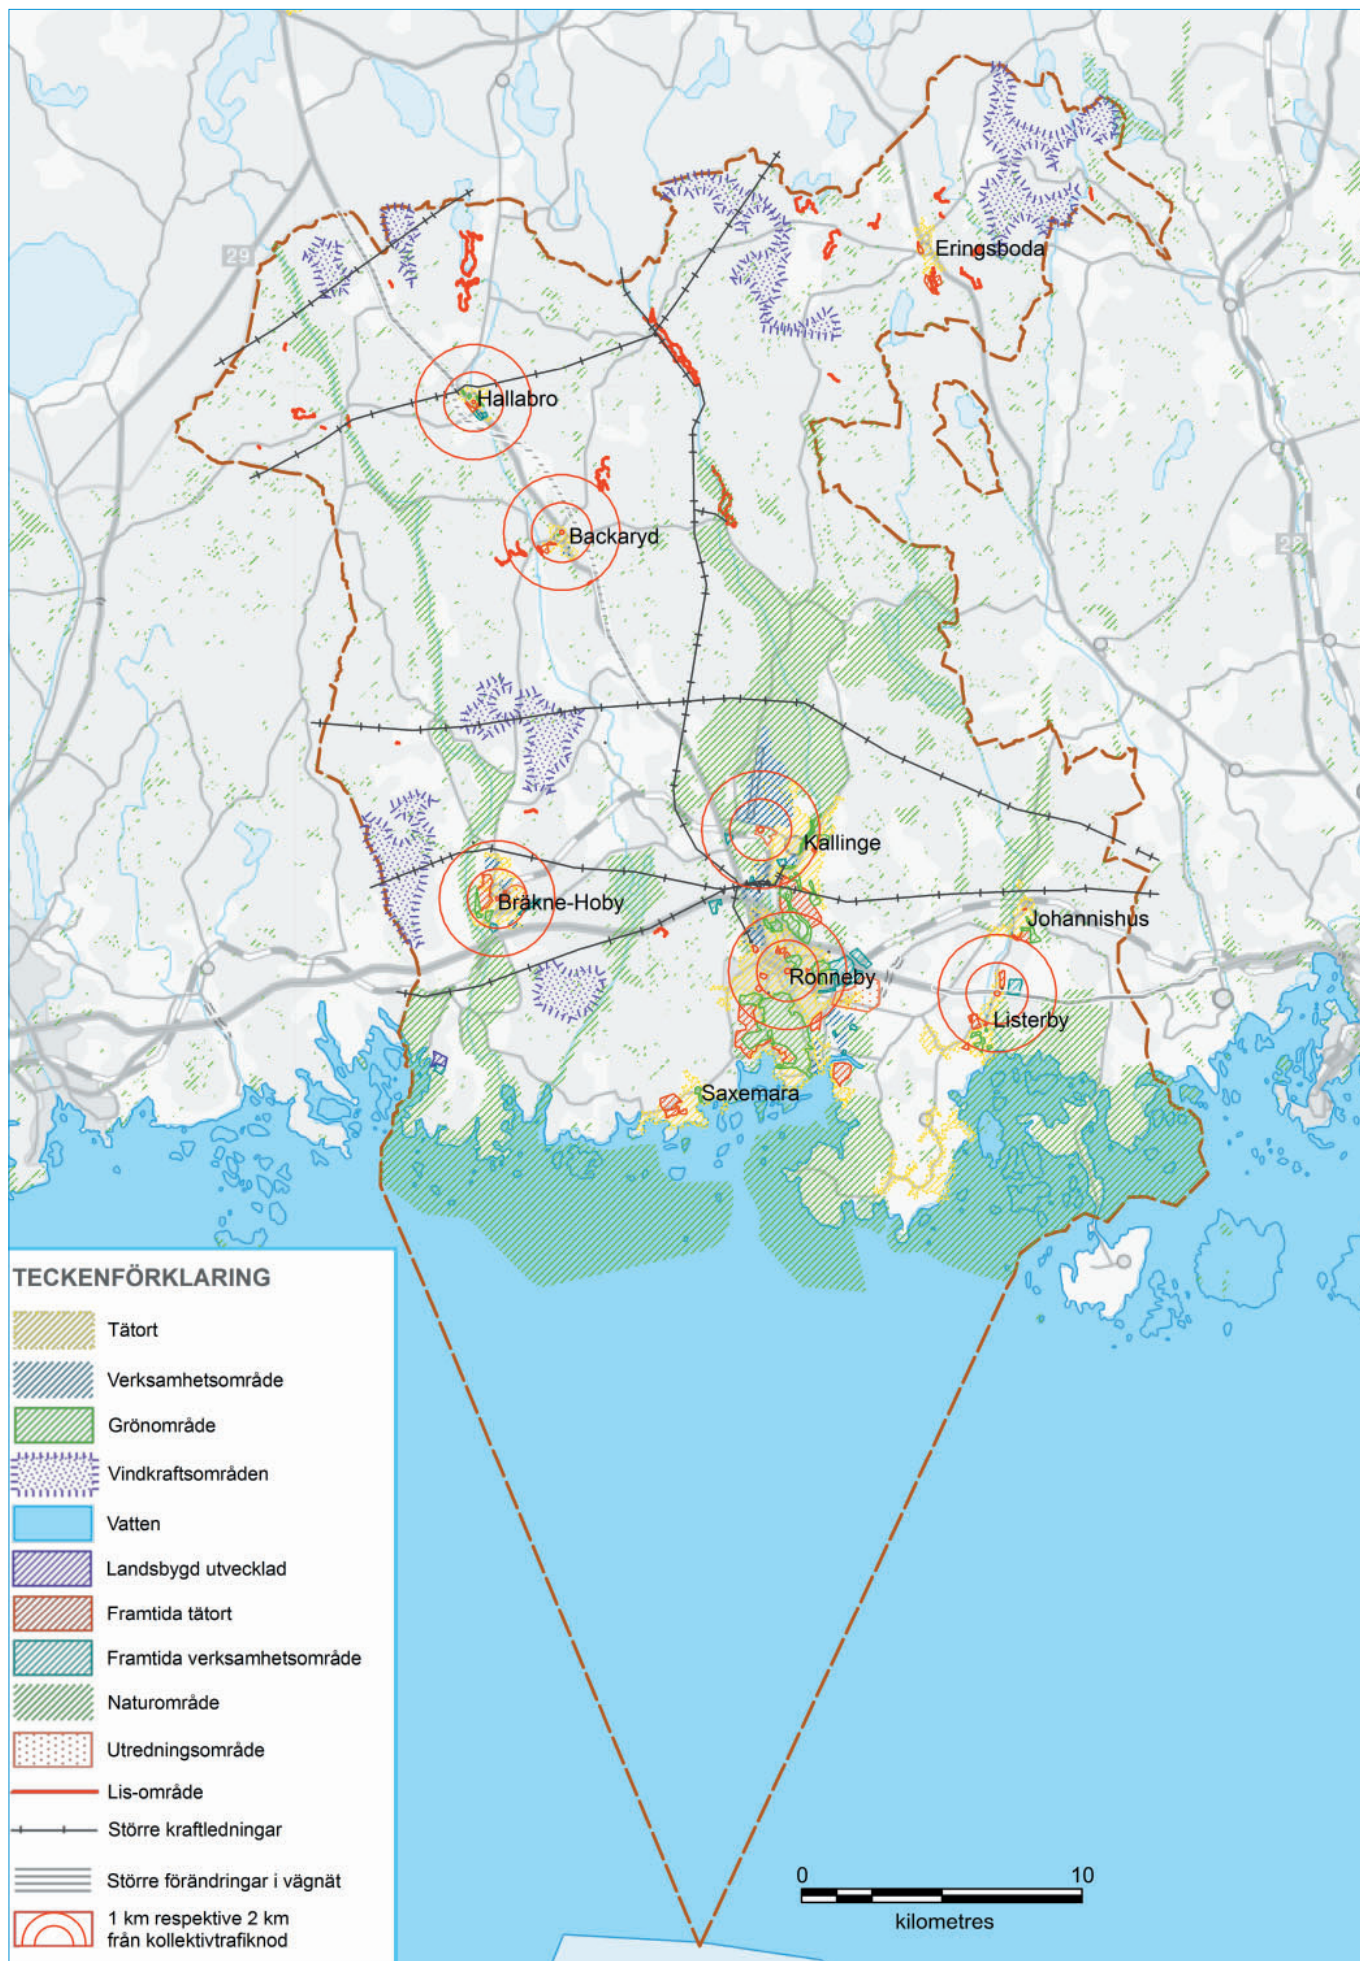 29
Eringsboda
Hallabro
Backaryd
28
Kallinge
Bräkne-Hoby
Johannishus
Ronneby
Listerby
Saxemara
TECKENFÖRKLARING
Tätort
Verksamhetsområde
Grönområde
Vindkraftsområden
Vatten
Landsbygd utvecklad
Framtida tätort
Framtida verksamhetsområde
Naturområde
Utredningsområde
Lis-område
Större kraftledningar
Större förändringar i vägnät
1 km respektive 2 km
från kollektivtrafiknod
0 10
kilometres